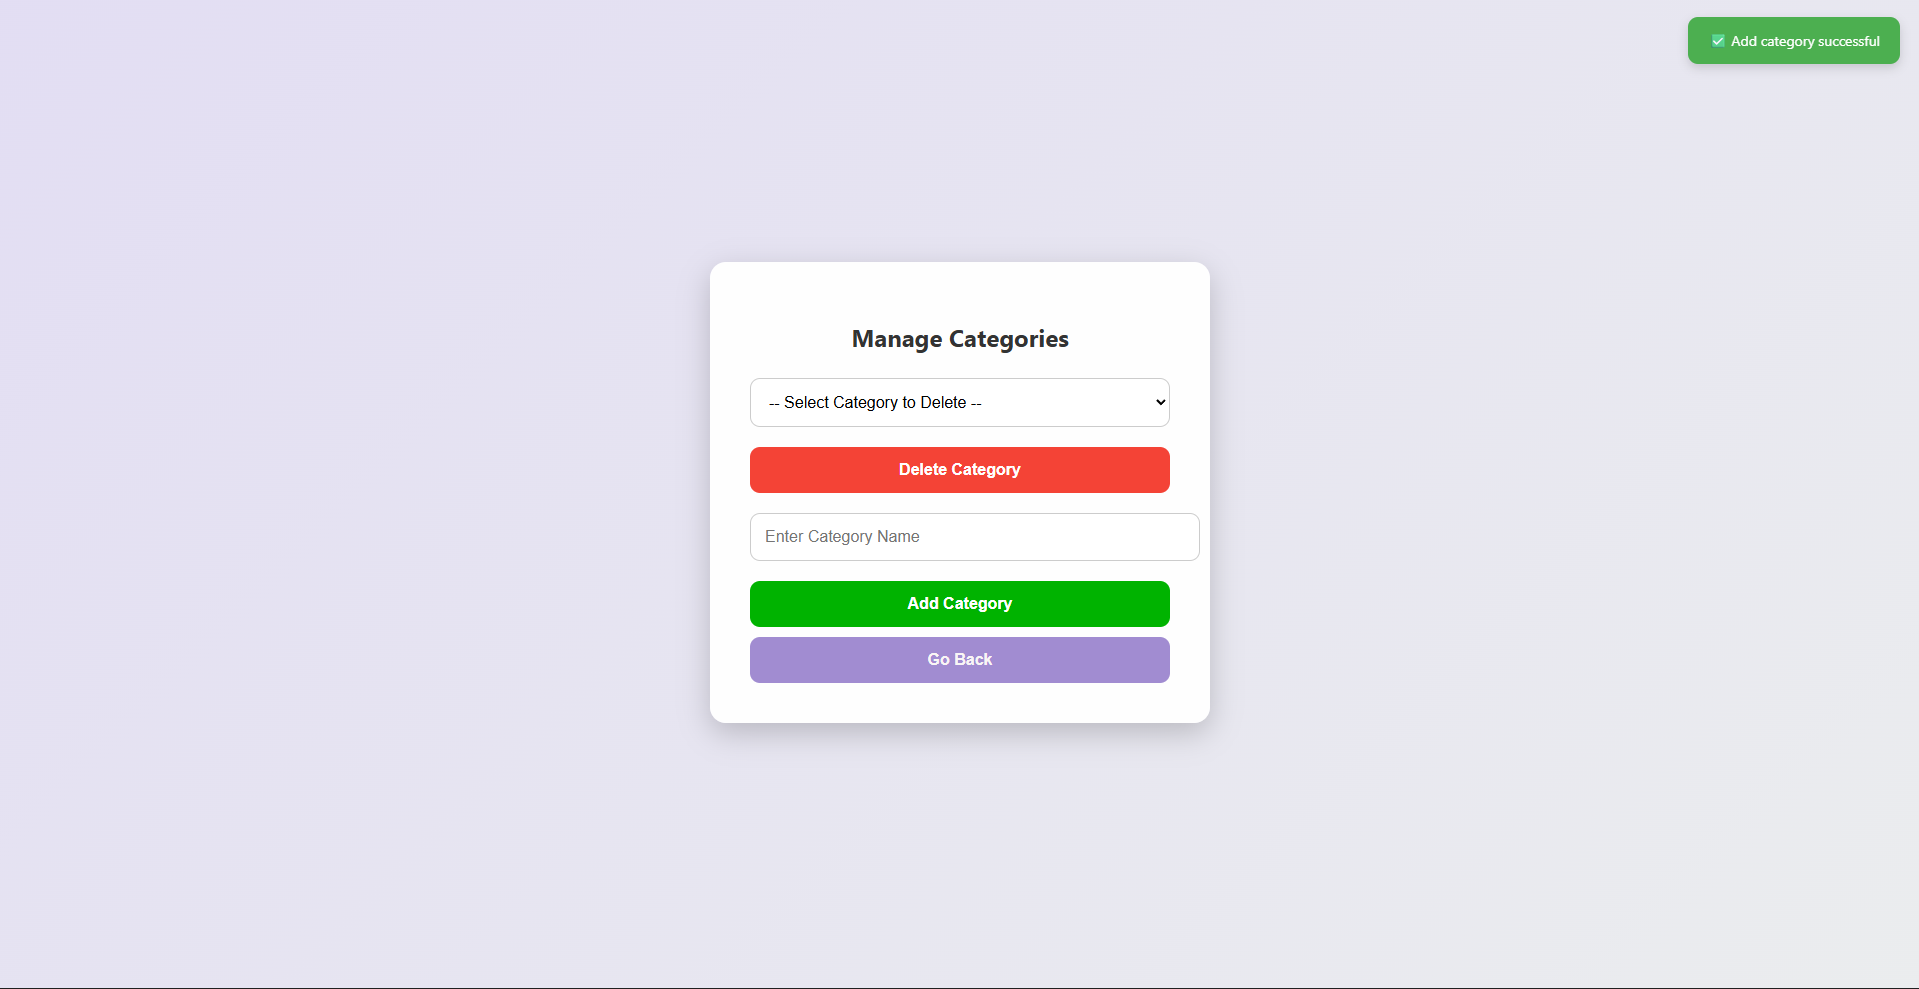 ✅ Add category successful
Manage Categories
-- Select Category to Delete --
Delete Category
Enter Category Name
Add Category
Go Back